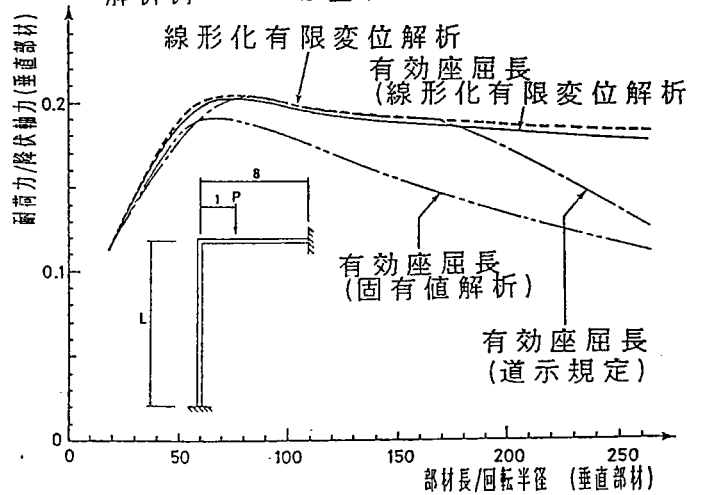 線形化有限変位解析
有効座屈長
(線形化有限変位解析
耐荷力/降伏軸力(垂直部材)
0.2
0.1
0
8
1 P
L
有効座屈長
(固有値解析)
有効座屈長
(道示規定)
0 50 100 150 200 250
部材長/回転半径 (垂直部材)